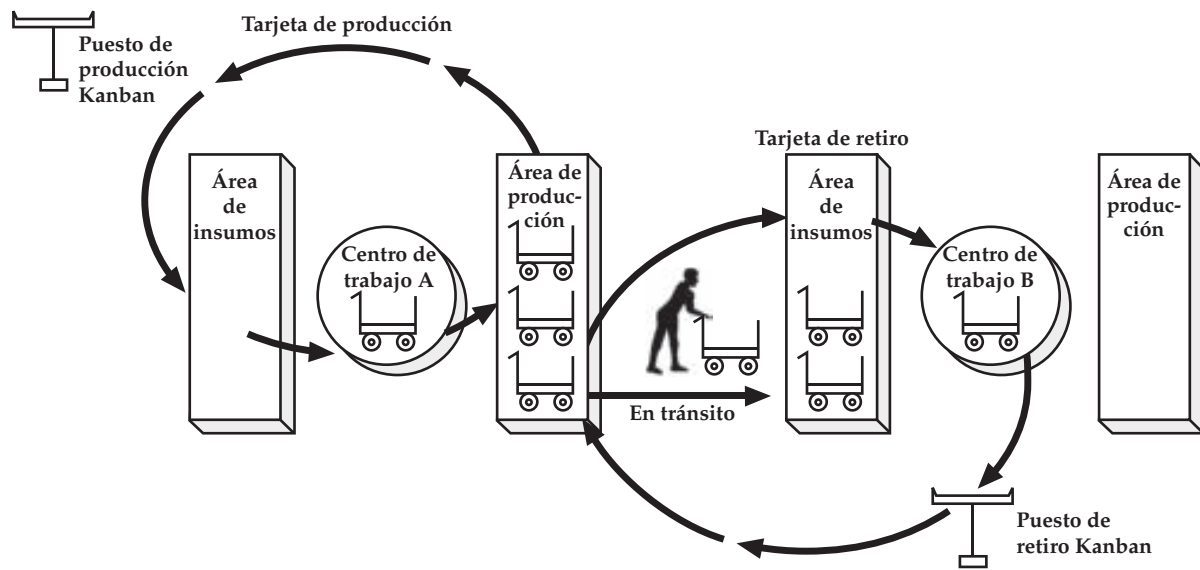 Tarjeta de producción
Puesto de
producción
Kanban
Área
de
insumos
Centro de
trabajo A
Área de
produc-
ción
En tránsito
Tarjeta de retiro
Área
de
insumos
Centro de
trabajo B
Área de
produc-
ción
Puesto de
retiro Kanban